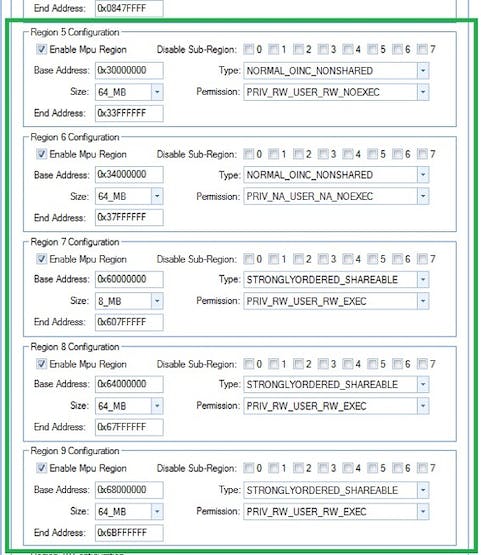 End Address: 0x0847FFFF
Region 5 Configuration
Enable Mpu Region Disable Sub-Region: 0 1 2 3 4 5 6 7
Base Address: 0x30000000 Type: NORMAL_OINC_NONSHARED
Size: 64_MB Permission: PRIV_RW_USER_RW_NOEXEC
End Address: 0x33FFFFFF
Region 6 Configuration
Enable Mpu Region Disable Sub-Region: 0 1 2 3 4 5 6 7
Base Address: 0x34000000 Type: NORMAL_OINC_NONSHARED
Size: 64_MB Permission: PRIV_NA_USER_NA_NOEXEC
End Address: 0x37FFFFFF
Region 7 Configuration
Enable Mpu Region Disable Sub-Region: 0 1 2 3 4 5 6 7
Base Address: 0x60000000 Type: STRONGLYORDERED_SHAREABLE
Size: 8_MB Permission: PRIV_RW_USER_RW_EXEC
End Address: 0x607FFFFF
Region 8 Configuration
Enable Mpu Region Disable Sub-Region: 0 1 2 3 4 5 6 7
Base Address: 0x64000000 Type: STRONGLYORDERED_SHAREABLE
Size: 64_MB Permission: PRIV_RW_USER_RW_EXEC
End Address: 0x67FFFFFF
Region 9 Configuration
Enable Mpu Region Disable Sub-Region: 0 1 2 3 4 5 6 7
Base Address: 0x68000000 Type: STRONGLYORDERED_SHAREABLE
Size: 64_MB Permission: PRIV_RW_USER_RW_EXEC
End Address: 0x6BFFFFFF